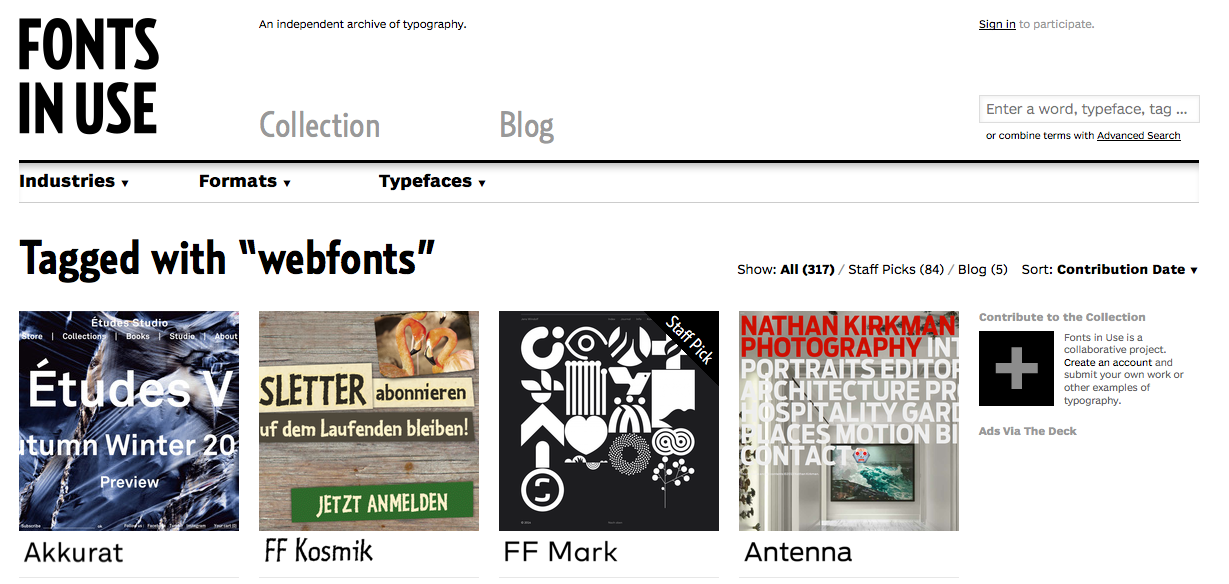 FONTS
IN USE
An independent archive of typography.
Sign in to participate.
Collection
Blog
Enter a word, typeface, tag ...
or combine terms with Advanced Search
Industries ▼
Formats ▼
Typefaces ▼
Tagged with “webfonts”
Show: All (317) / Staff Picks (84) / Blog (5) Sort: Contribution Date ▼
Études Studio
Store | Collections | Books | Studio | About
Études V
utumn Winter 20
Preview
Subscribe
Akkurat
SLETTER abonnieren
uf dem Laufenden bleiben!
JETZT ANMELDEN
FF Kosmik
Staff Pick
FF Mark
NATHAN KIRKMAN
PHOTOGRAPHY INT
PORTRAITS EDITOR
ARCHITECTURE PR
HOSPITALITY GARD
PLACES MOTION BI
CONTACT
Antenna
Contribute to the Collection
Fonts in Use is a
collaborative project.
Create an account and
submit your own work or
other examples of
typography.
Ads Via The Deck